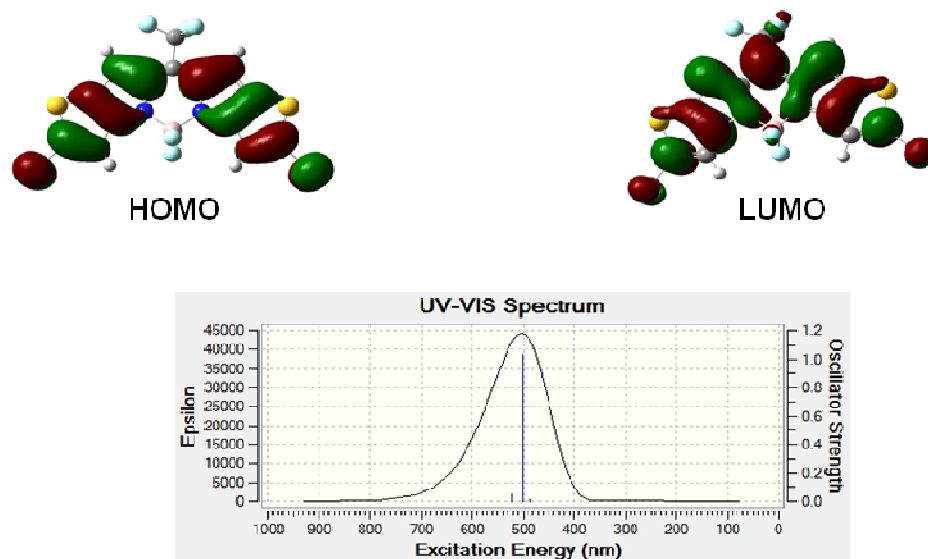 HOMO
LUMO
UV-VIS Spectrum
45000
40000
35000
30000
25000
20000
15000
10000
5000
0
Epsilon
1.2
1.0
0.8
0.6
0.4
0.2
0.0
Oscillator Strength
1000 900 800 700 600 500 400 300 200 100 0
Excitation Energy (nm)